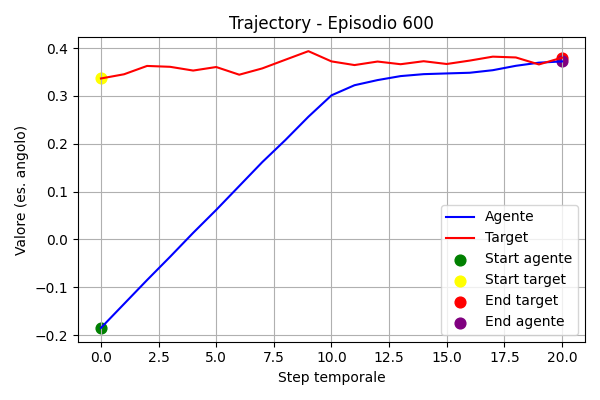 Trajectory - Episodio 600
Valore (es. angolo)
0.4
0.3
0.2
0.1
0.0
−0.1
−0.2
0.0 2.5 5.0 7.5 10.0 12.5 15.0 17.5 20.0
Step temporale
Agente
Target
Start agente
Start target
End target
End agente